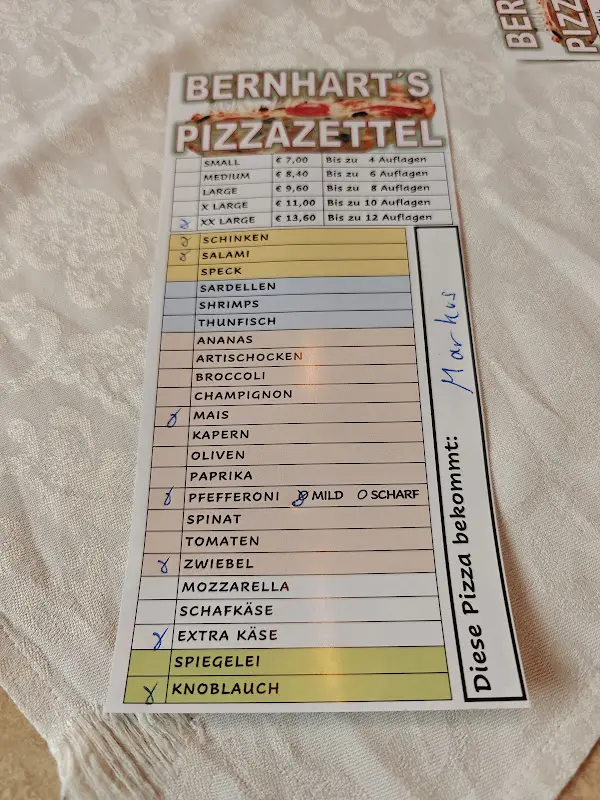 BERNHART'S
PIZZAZETTEL
SMALL € 7,00 Bis zu 4 Auflagen
MEDIUM € 8,40 Bis zu 6 Auflagen
LARGE € 9,60 Bis zu 8 Auflagen
X LARGE € 11,00 Bis zu 10 Auflagen
XX LARGE € 13,60 Bis zu 12 Auflagen
SCHINKEN
SALAMI
SPECK
SARDELLEN
SHRIMPS
THUNFISCH
ANANAS
ARTISCHOCKEN
BROCCOLI
CHAMPIGNON
MAIS
KAPERN
OLIVEN
PAPRIKA
PFEFFERONI MILD SCHARF
SPINAT
TOMATEN
ZWIEBEL
MOZZARELLA
SCHAFKÄSE
EXTRA KÄSE
SPIEGELEI
KNOBLAUCH
Diese Pizza bekommt: Markus
BERN
PIZZ